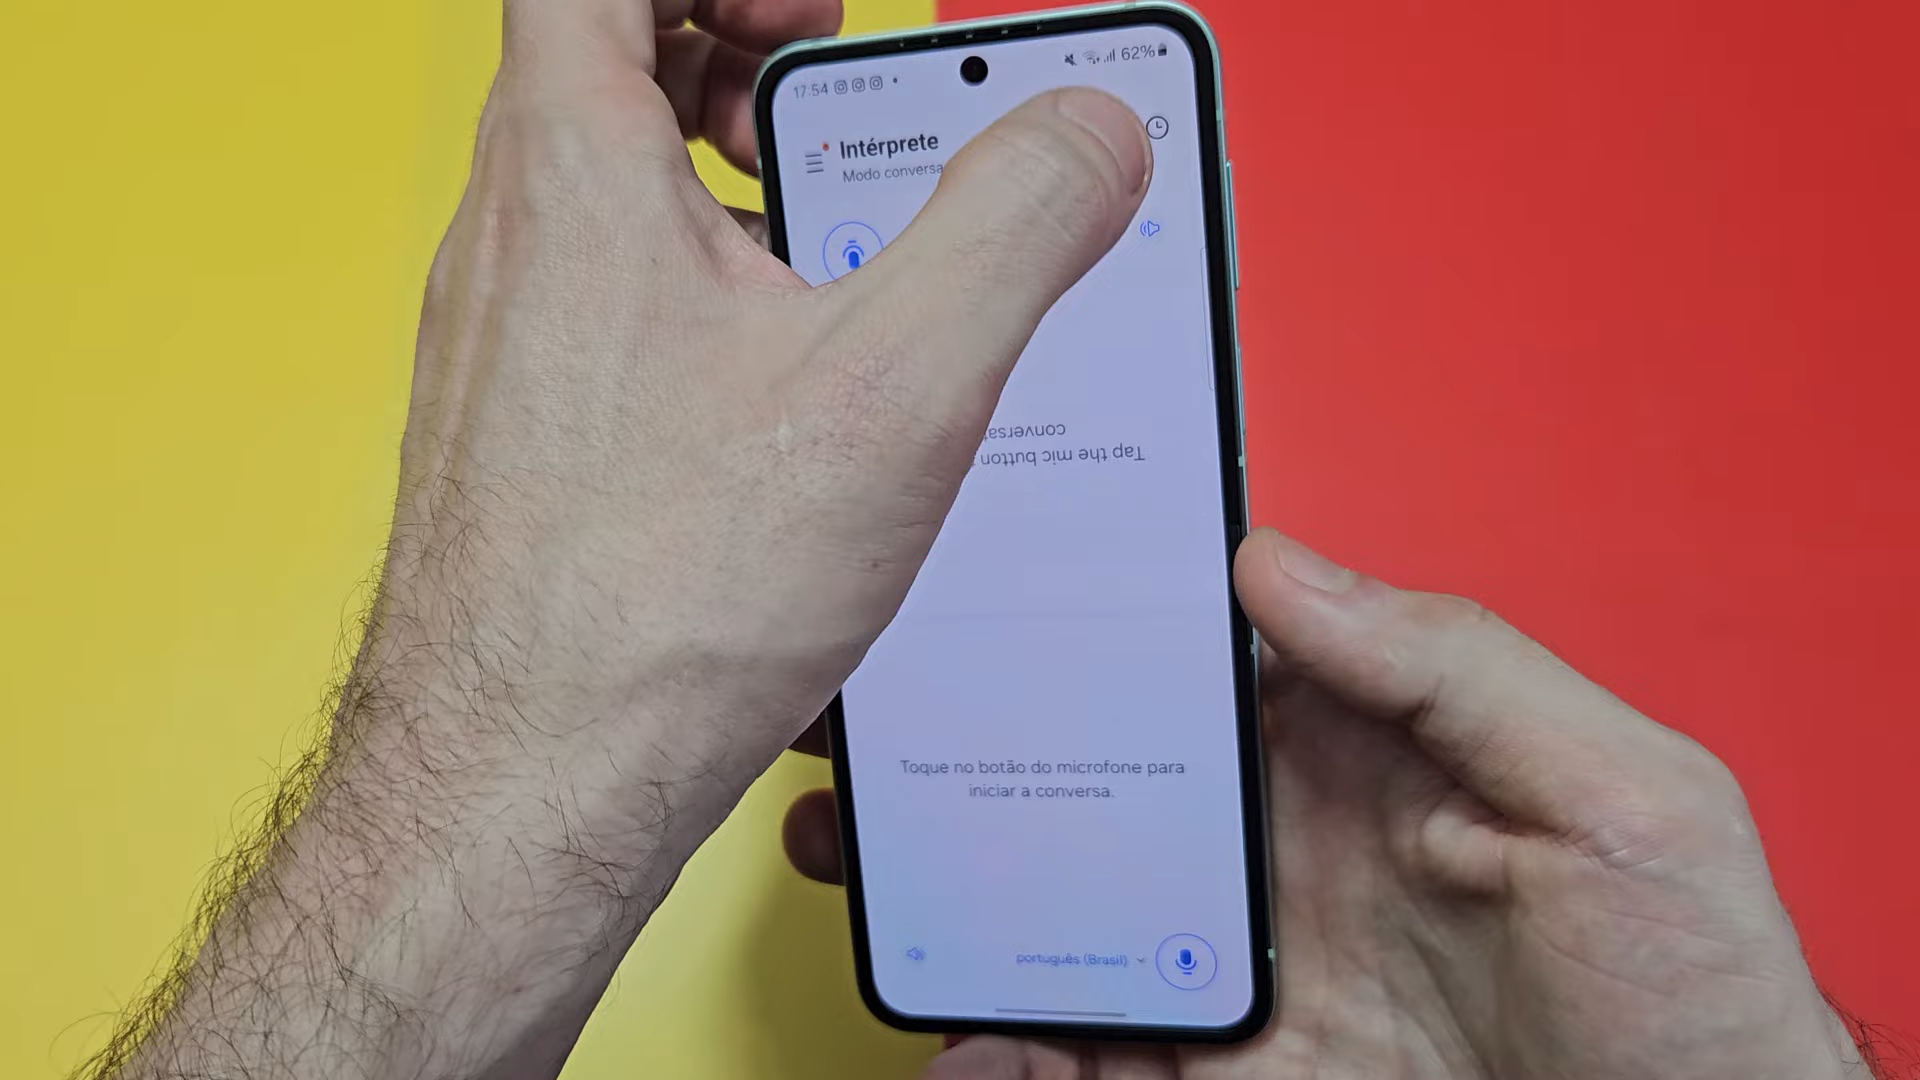 17:54
62%
Intérprete
Modo conversa
Tap the mic button
conversa
Toque no botão do microfone para
iniciar a conversa.
português (Brasil)